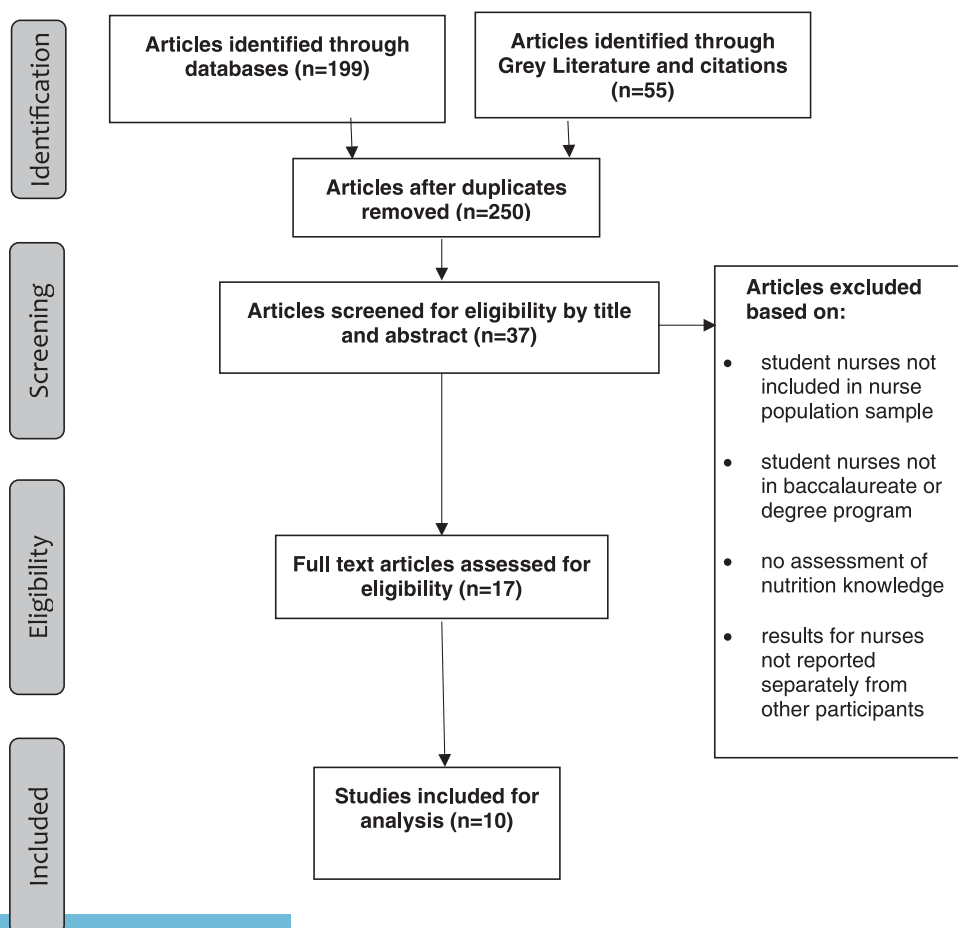 Identification
Articles identified through
databases (n=199)
Articles identified through
Grey Literature and citations
(n=55)
Articles after duplicates
removed (n=250)
Screening
Articles screened for eligibility by title
and abstract (n=37)
Articles excluded
based on:
• student nurses not
included in nurse
population sample
• student nurses not
in baccalaureate or
degree program
• no assessment of
nutrition knowledge
• results for nurses
not reported
separately from
other participants
Eligibility
Full text articles assessed for
eligibility (n=17)
Included
Studies included for
analysis (n=10)